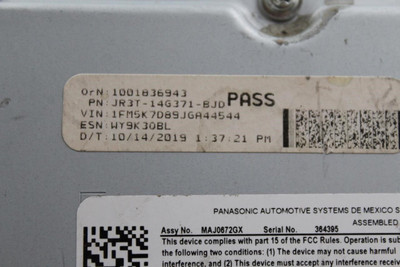 OrN: 1001836943
PN: JR3T-14G371-BJD PASS
VIN: 1FM5K7D89JGA44544
ESN: WY9K30BL
D/T: 10/14/2019 1:37:21 PM
PANASONIC AUTOMOTIVE SYSTEMS DE MEXICO S
ASSEMBLED
Assy No. MAJ0672GX Serial No. 364395
This device complies with part 15 of the FCC Rules. Operation is sub
the following two conditions: (1) This device may not cause harmful
interference, and (2) This device must accept any interference